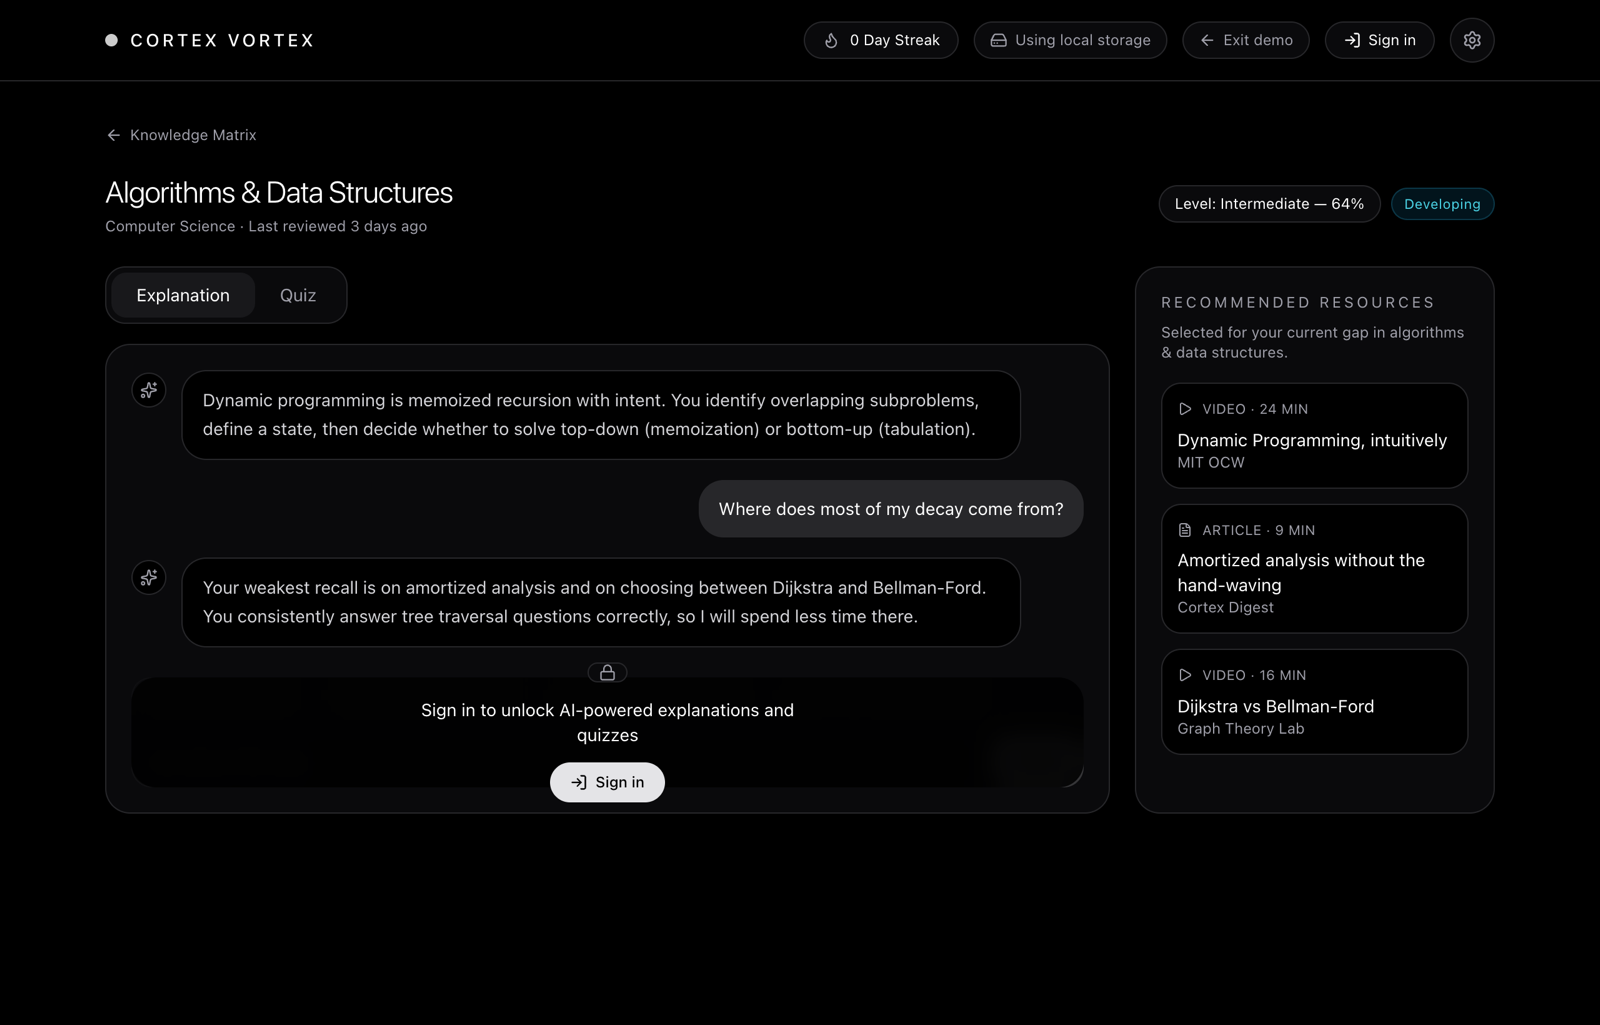 CORTEX VORTEX
0 Day Streak
Using local storage
Exit demo
Sign in
Knowledge Matrix
Algorithms & Data Structures
Computer Science · Last reviewed 3 days ago
Level: Intermediate — 64%
Developing
Explanation
Quiz
Dynamic programming is memoized recursion with intent. You identify overlapping subproblems,
define a state, then decide whether to solve top-down (memoization) or bottom-up (tabulation).
Where does most of my decay come from?
Your weakest recall is on amortized analysis and on choosing between Dijkstra and Bellman-Ford.
You consistently answer tree traversal questions correctly, so I will spend less time there.
Sign in to unlock AI-powered explanations and
quizzes
Sign in
RECOMMENDED RESOURCES
Selected for your current gap in algorithms
& data structures.
VIDEO · 24 MIN
Dynamic Programming, intuitively
MIT OCW
ARTICLE · 9 MIN
Amortized analysis without the
hand-waving
Cortex Digest
VIDEO · 16 MIN
Dijkstra vs Bellman-Ford
Graph Theory Lab